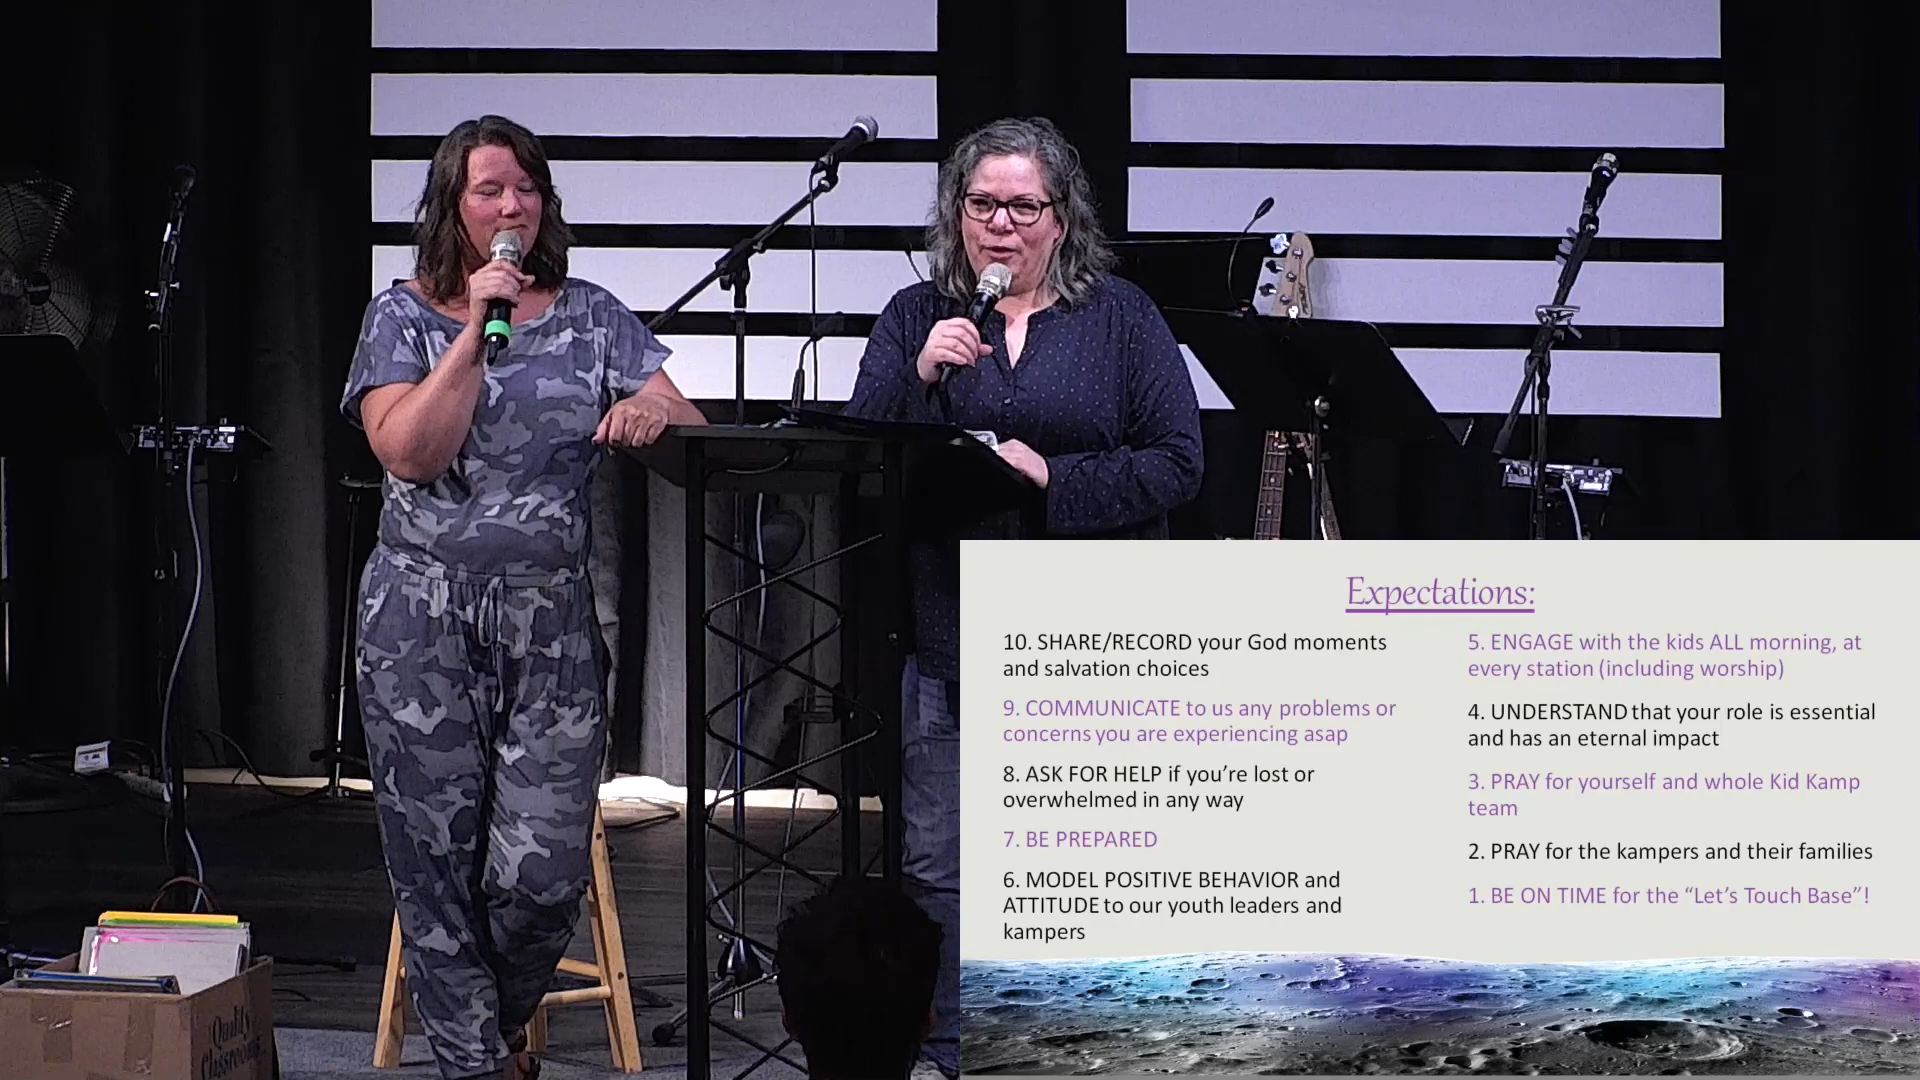 Expectations:
10. SHARE/RECORD your God moments
and salvation choices
9. COMMUNICATE to us any problems or
concerns you are experiencing asap
8. ASK FOR HELP if you’re lost or
overwhelmed in any way
7. BE PREPARED
6. MODEL POSITIVE BEHAVIOR and
ATTITUDE to our youth leaders and
kampers
5. ENGAGE with the kids ALL morning, at
every station (including worship)
4. UNDERSTAND that your role is essential
and has an eternal impact
3. PRAY for yourself and whole Kid Kamp
team
2. PRAY for the kampers and their families
1. BE ON TIME for the “Let’s Touch Base”!
Quality